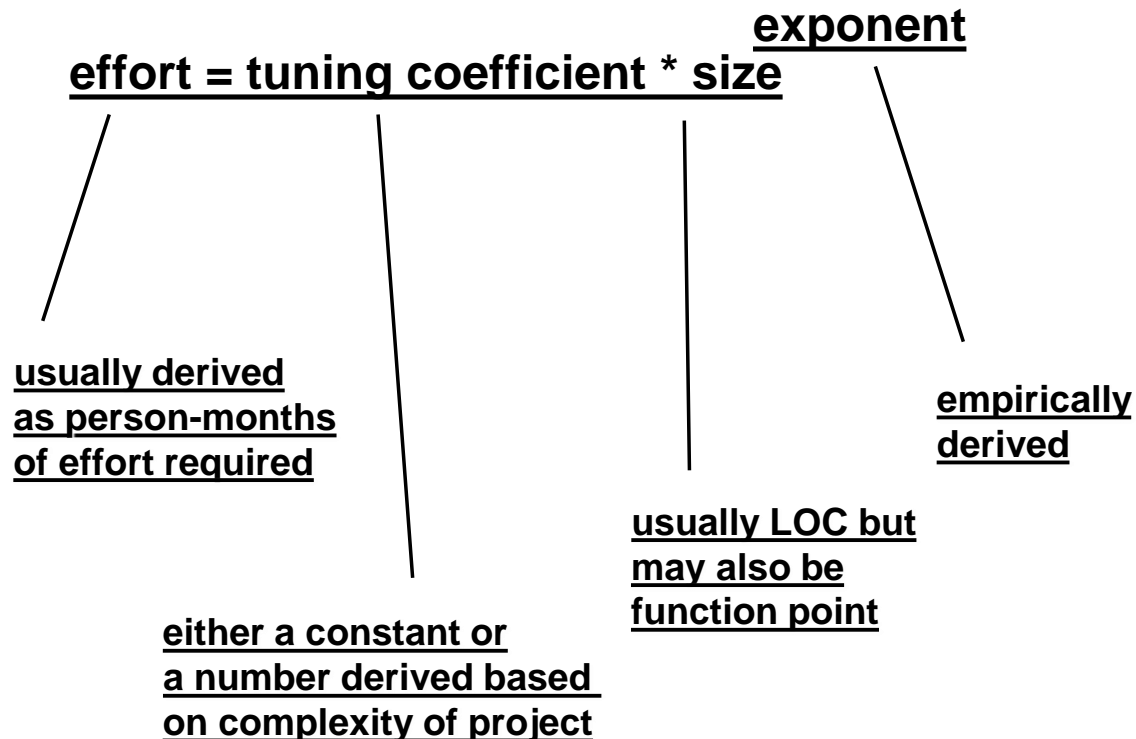 exponent
effort = tuning coefficient * size
usually derived
as person-months
of effort required
empirically
derived
usually LOC but
may also be
function point
either a constant or
a number derived based
on complexity of project